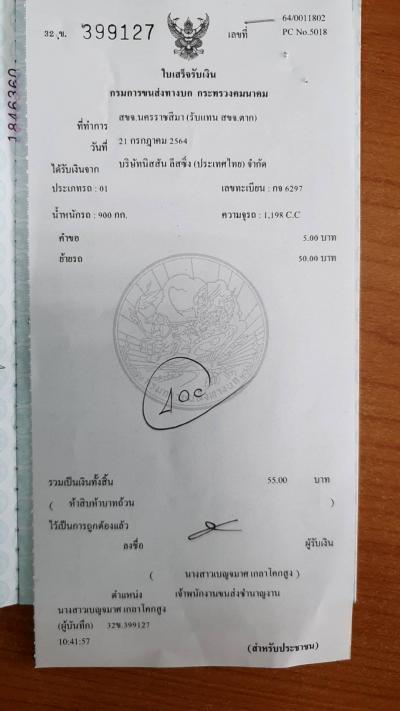 1846360
32 ข. 399127
เลขที่ 64/0011802
PC No.5018
ใบเสร็จรับเงิน
กรมการขนส่งทางบก กระทรวงคมนาคม
ที่ทำการ สขจ.นครราชสีมา (รับแทน สขจ.ตาก)
วันที่ 21 กรกฎาคม 2564
ได้รับเงินจาก บริษัทนิสสัน ลีสซิ่ง (ประเทศไทย) จำกัด
ประเภทรถ : 01 เลขทะเบียน : กจ 6297
น้ำหนักรถ : 900 กก. ความจุรถ : 1,198 C.C
คำขอ 5.00 บาท
ย้ายรถ 50.00 บาท
รวมเป็นเงินทั้งสิ้น 55.00 บาท
( ห้าสิบห้าบาทถ้วน )
ไว้เป็นการถูกต้องแล้ว
ลงชื่อ ผู้รับเงิน
( นางสาวเบญจมาศ เกลาโคกสูง )
ตำแหน่ง เจ้าพนักงานขนส่งชำนาญงาน
นางสาวเบญจมาศ เกลาโคกสูง
(ผู้บันทึก) 32ข.399127
10:41:57
(สำหรับประชาชน)